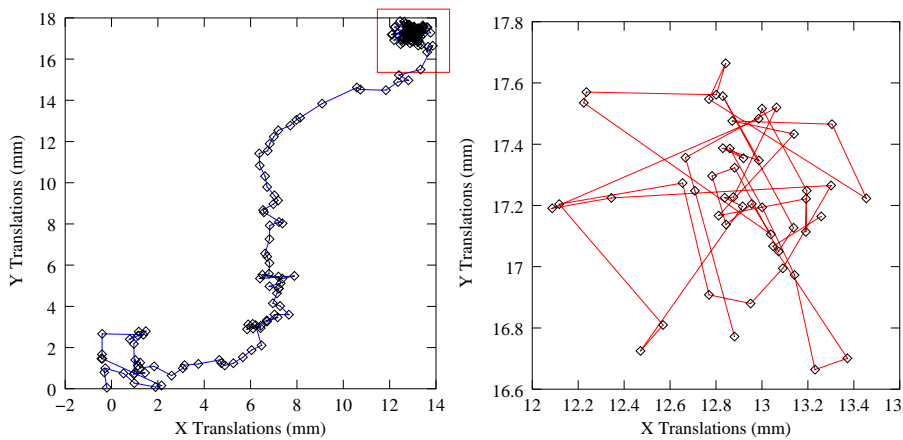 18
16
14
12
10
8
6
4
2
0
−2 0 2 4 6 8 10 12 14
X Translations (mm)
Y Translations (mm)
17.8
17.6
17.4
17.2
17
16.8
16.6
12 12.2 12.4 12.6 12.8 13 13.2 13.4 13
X Translations (mm)
Y Translations (mm)